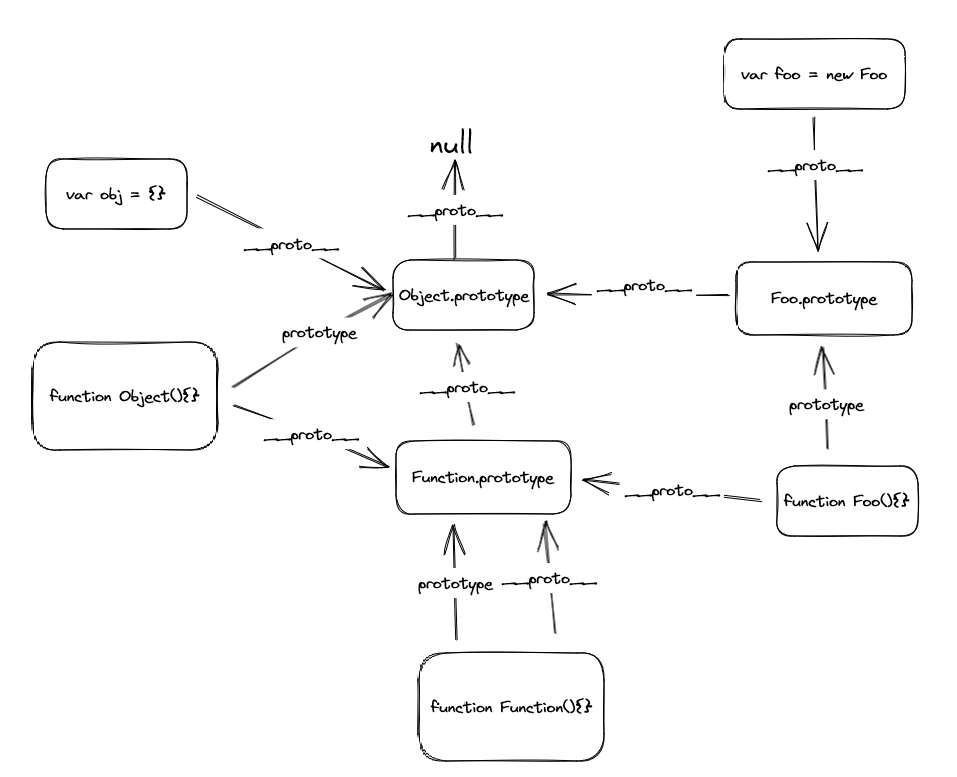 var foo = new Foo
__proto__
null
var obj = {}
__proto__
__proto__
Object.prototype
__proto__
Foo.prototype
prototype
function Object(){}
__proto__
prototype
__proto__
Function.prototype
__proto__
function Foo(){}
prototype
__proto__
function Function(){}